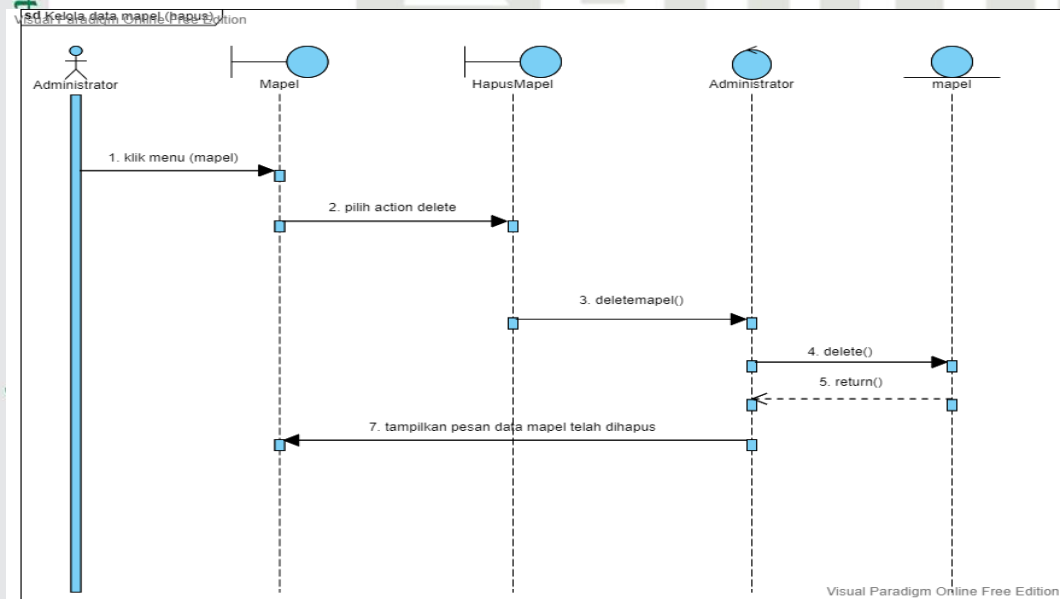 sd Kelola data mapel (hapus)
Visual Paradigm Online Free Edition
Administrator
Mapel
HapusMapel
Administrator
mapel
1. klik menu (mapel)
2. pilih action delete
3. deletemapel()
4. delete()
5. return()
7. tampilkan pesan data mapel telah dihapus
Visual Paradigm Online Free Edition